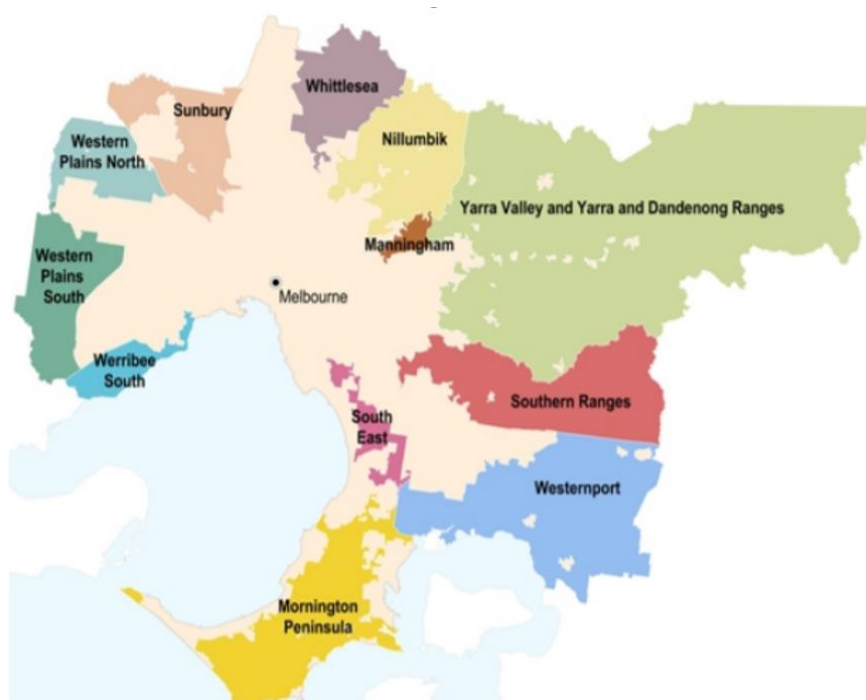 Whittlesea
Sunbury
Nillumbik
Western
Plains North
Yarra Valley and Yarra and Dandenong Ranges
Manningham
Western
Plains
South
Melbourne
Werribee
South
Southern Ranges
South
East
Westernport
Mornington
Peninsula